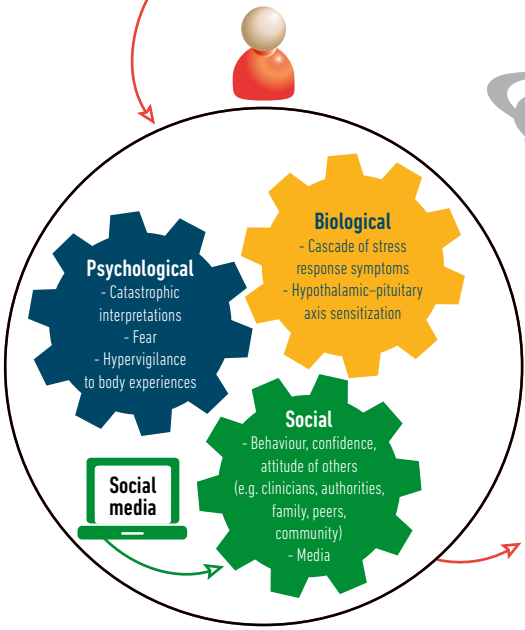 Biological
- Cascade of stress
response symptoms
- Hypothalamic–pituitary
axis sensitization
Psychological
- Catastrophic
interpretations
- Fear
- Hypervigilance
to body experiences
Social
- Behaviour, confidence,
attitude of others
(e.g. clinicians, authorities,
family, peers,
community)
- Media
Social
media